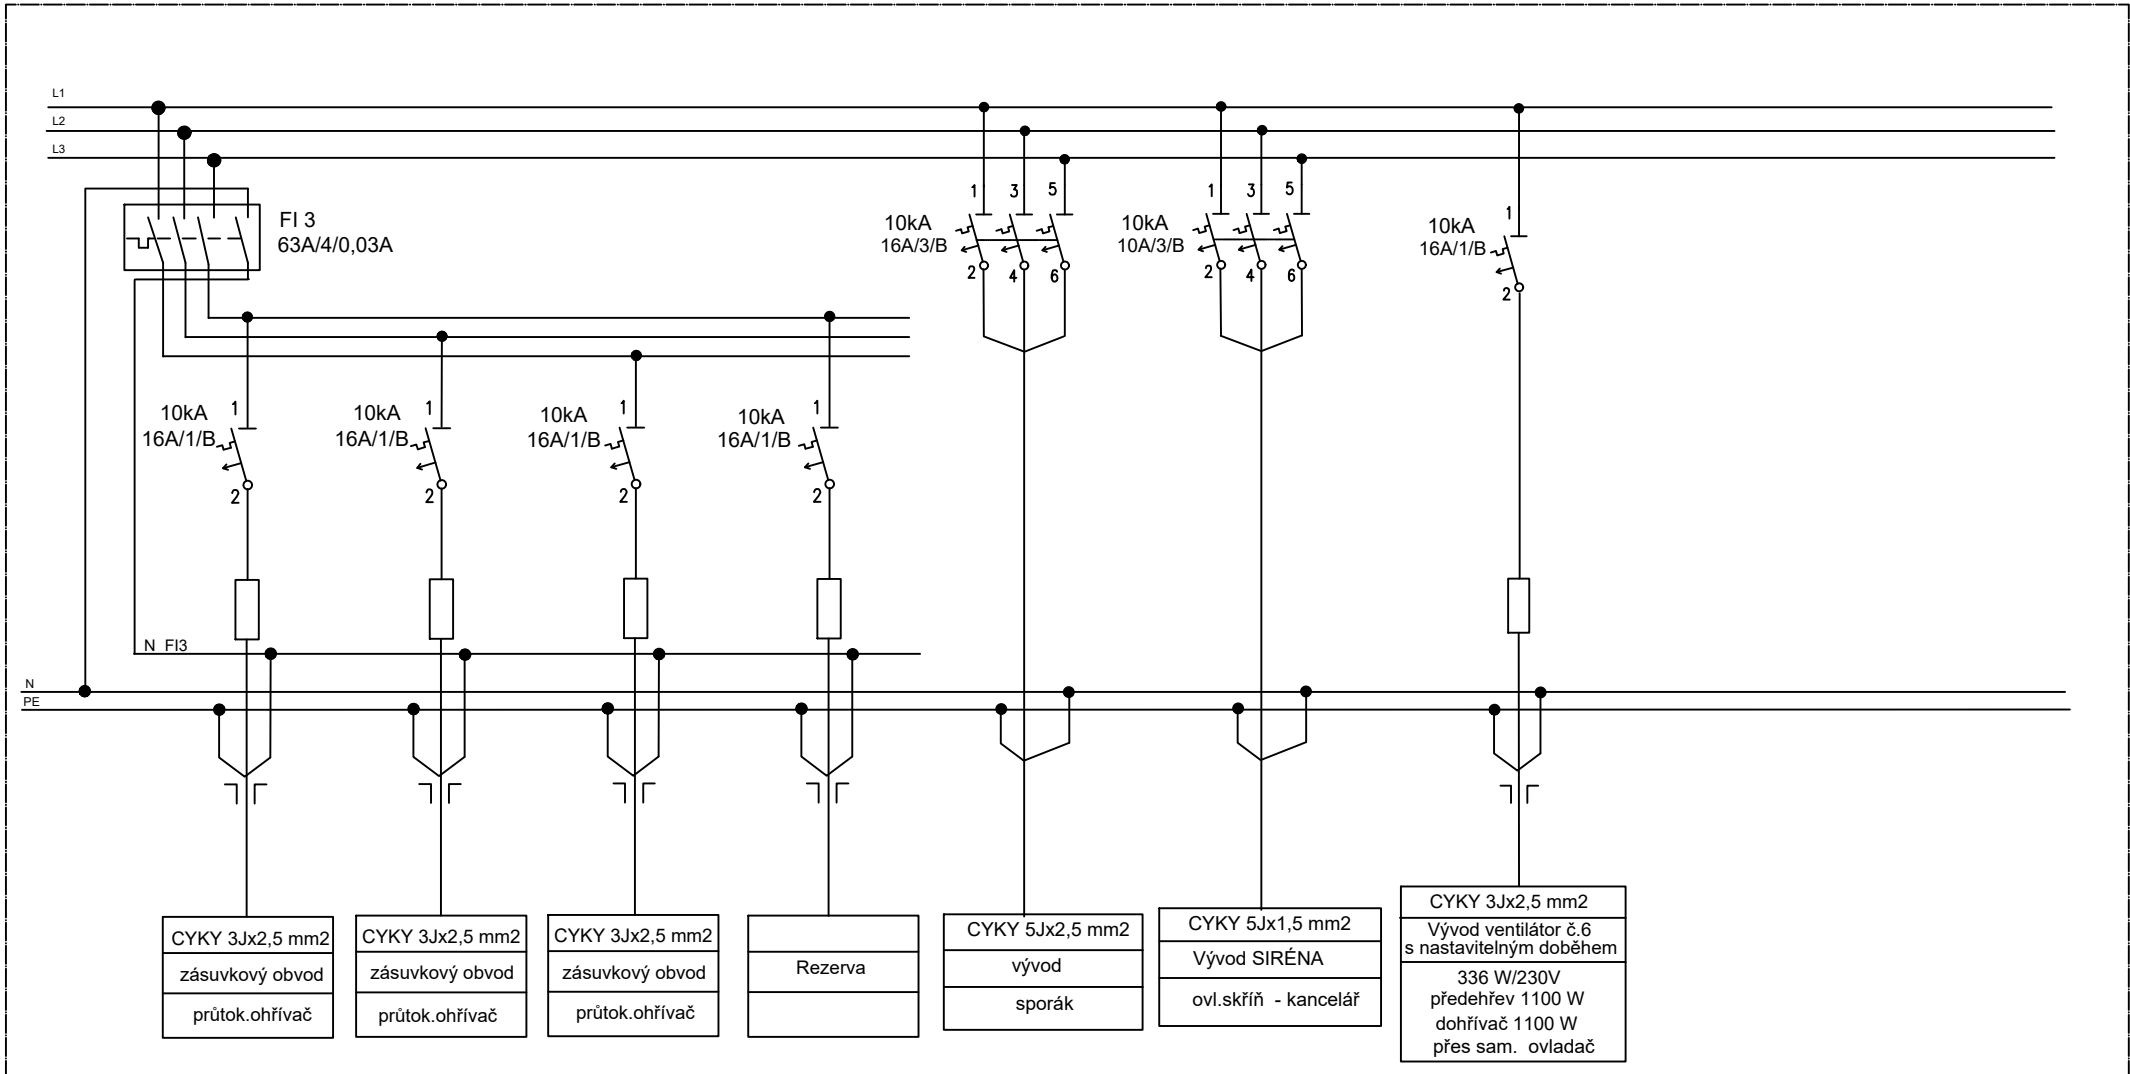 L1
L2
L3
FI 3
63A/4/0,03A
1
3
5
10kA
16A/3/B
2
4
6
1
3
5
10kA
10A/3/B
2
4
6
1
10kA
16A/1/B
2
10kA
1
16A/1/B
2
10kA
1
16A/1/B
2
10kA
1
16A/1/B
2
10kA
1
16A/1/B
2
N FI3
N
PE
CYKY 3Jx2,5 mm2
zásuvkový obvod
průtok.ohřívač
CYKY 3Jx2,5 mm2
zásuvkový obvod
průtok.ohřívač
CYKY 3Jx2,5 mm2
zásuvkový obvod
průtok.ohřívač
Rezerva
CYKY 5Jx2,5 mm2
vývod
sporák
CYKY 5Jx1,5 mm2
Vývod SIRÉNA
ovl.skříň - kancelář
CYKY 3Jx2,5 mm2
Vývod ventilátor č.6
s nastavitelným doběhem
336 W/230V
předehřev 1100 W
dohřívač 1100 W
přes sam. ovladač